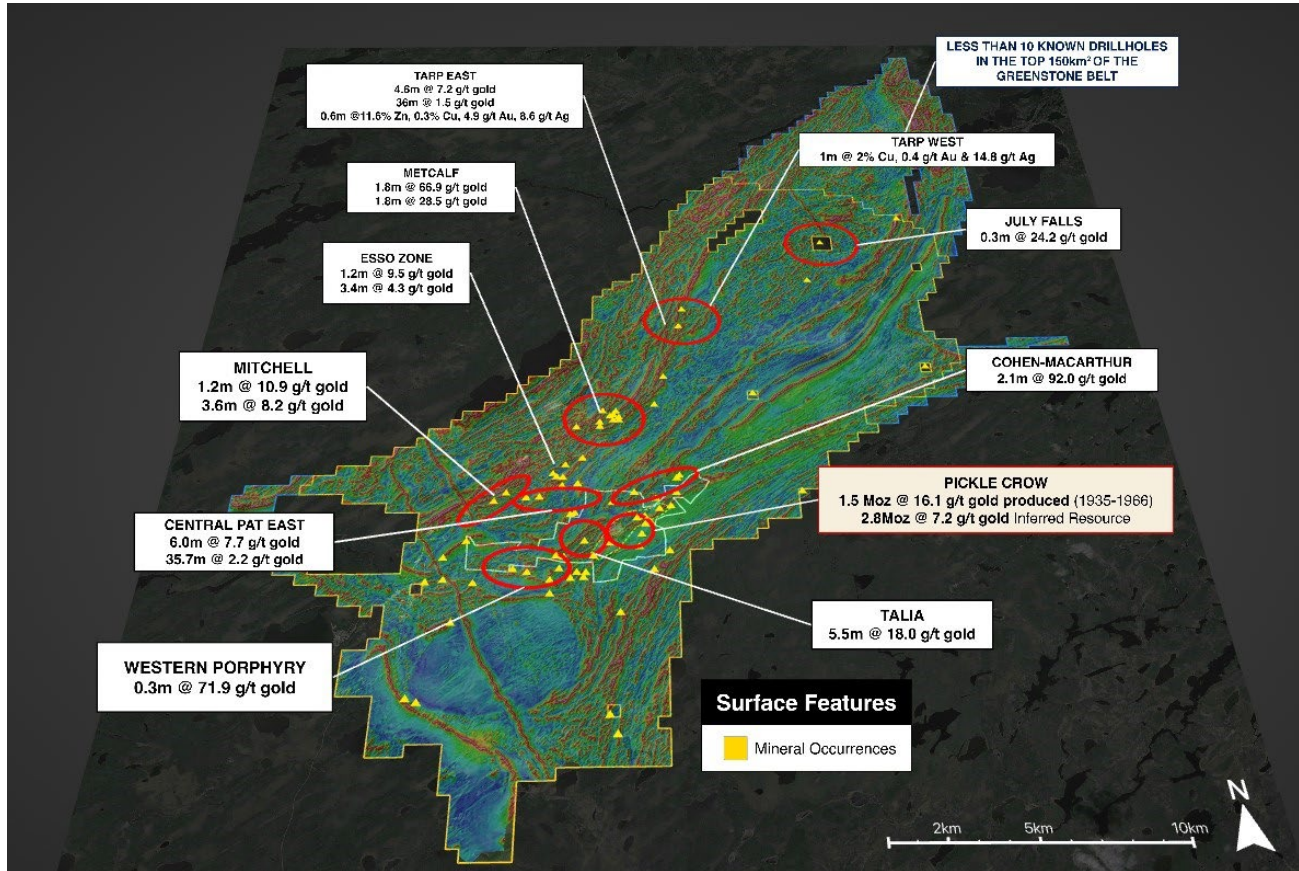 LESS THAN 10 KNOWN DRILLHOLES
IN THE TOP 150km² OF THE
GREENSTONE BELT
TARP EAST
4.6m @ 7.2 g/t gold
36m @ 1.5 g/t gold
0.6m @11.6% Zn, 0.3% Cu, 4.9 g/t Au, 8.6 g/t Ag
TARP WEST
1m @ 2% Cu, 0.4 g/t Au & 14.8 g/t Ag
METCALF
1.8m @ 66.9 g/t gold
1.8m @ 28.5 g/t gold
JULY FALLS
0.3m @ 24.2 g/t gold
ESSO ZONE
1.2m @ 9.5 g/t gold
3.4m @ 4.3 g/t gold
MITCHELL
1.2m @ 10.9 g/t gold
3.6m @ 8.2 g/t gold
COHEN-MACARTHUR
2.1m @ 92.0 g/t gold
PICKLE CROW
1.5 Moz @ 16.1 g/t gold produced (1935-1966)
2.8Moz @ 7.2 g/t gold Inferred Resource
CENTRAL PAT EAST
6.0m @ 7.7 g/t gold
35.7m @ 2.2 g/t gold
TALIA
5.5m @ 18.0 g/t gold
WESTERN PORPHYRY
0.3m @ 71.9 g/t gold
Surface Features
Mineral Occurrences
N
2km 5km 10km